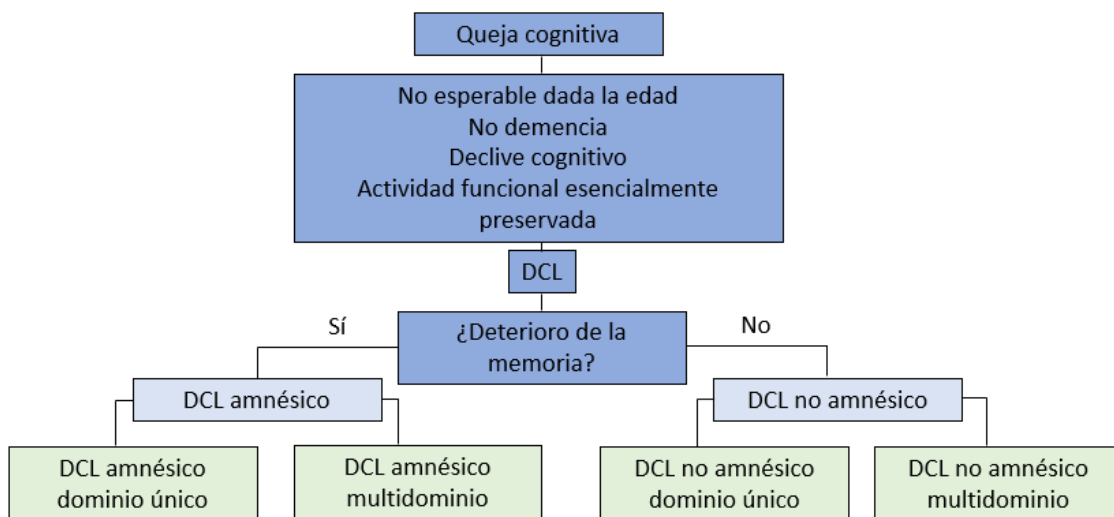 Queja cognitiva
No esperable dada la edad
No demencia
Declive cognitivo
Actividad funcional esencialmente
preservada
DCL
Sí
¿Deterioro de la
memoria?
No
DCL amnésico
DCL no amnésico
DCL amnésico
dominio único
DCL amnésico
multidominio
DCL no amnésico
dominio único
DCL no amnésico
multidominio